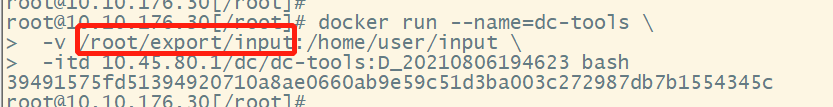 root@10.10.176.30[/root]#
root@10.10.176.30[/root]# docker run --name=dc-tools \
> -v /root/export/input:/home/user/input \
> -itd 10.45.80.1/dc/dc-tools:D_20210806194623 bash
39491575fd51394920710a8ae0660ab9e59c51d3ba003c272987db7b1554345c
root@10.10.176.30[/root]#